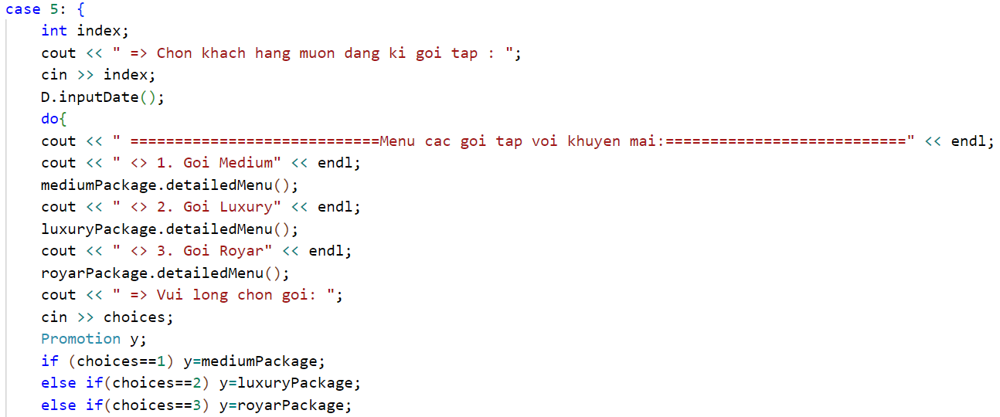 case 5: {
    int index;
    cout << " => Chon khach hang muon dang ki goi tap : ";
    cin >> index;
    D.inputDate();
    do{
    cout << " ============================Menu cac goi tap voi khuyen mai:===========================" << endl;
    cout << " <> 1. Goi Medium" << endl;
    mediumPackage.detailedMenu();
    cout << " <> 2. Goi Luxury" << endl;
    luxuryPackage.detailedMenu();
    cout << " <> 3. Goi Royar" << endl;
    royarPackage.detailedMenu();
    cout << " => Vui long chon goi: ";
    cin >> choices;
    Promotion y;
    if (choices==1) y=mediumPackage;
    else if(choices==2) y=luxuryPackage;
    else if(choices==3) y=royarPackage;